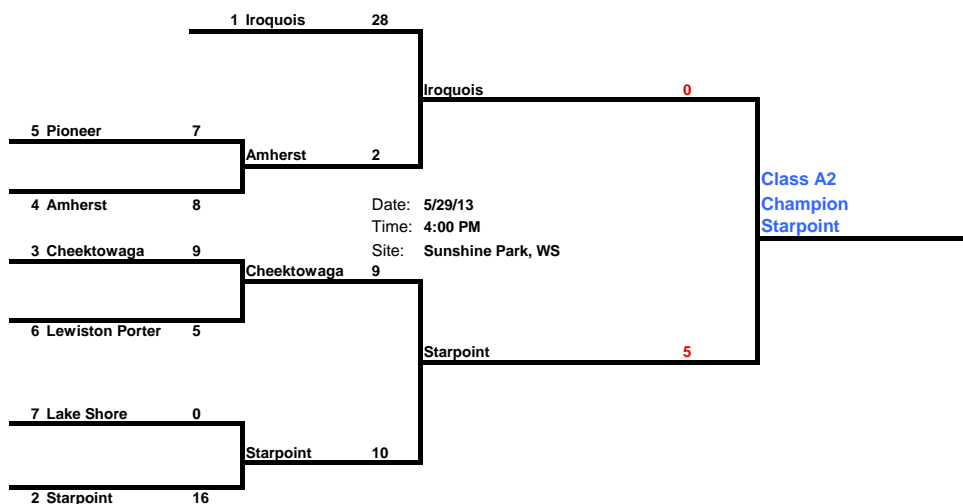 1 Iroquois 28
Iroquois 0
5 Pioneer 7
Amherst 2
Class A2
4 Amherst 8
Date: 5/29/13
Champion
Time: 4:00 PM
Starpoint
3 Cheektowaga 9
Site: Sunshine Park, WS
Cheektowaga 9
6 Lewiston Porter 5
Starpoint 5
7 Lake Shore 0
Starpoint 10
2 Starpoint 16